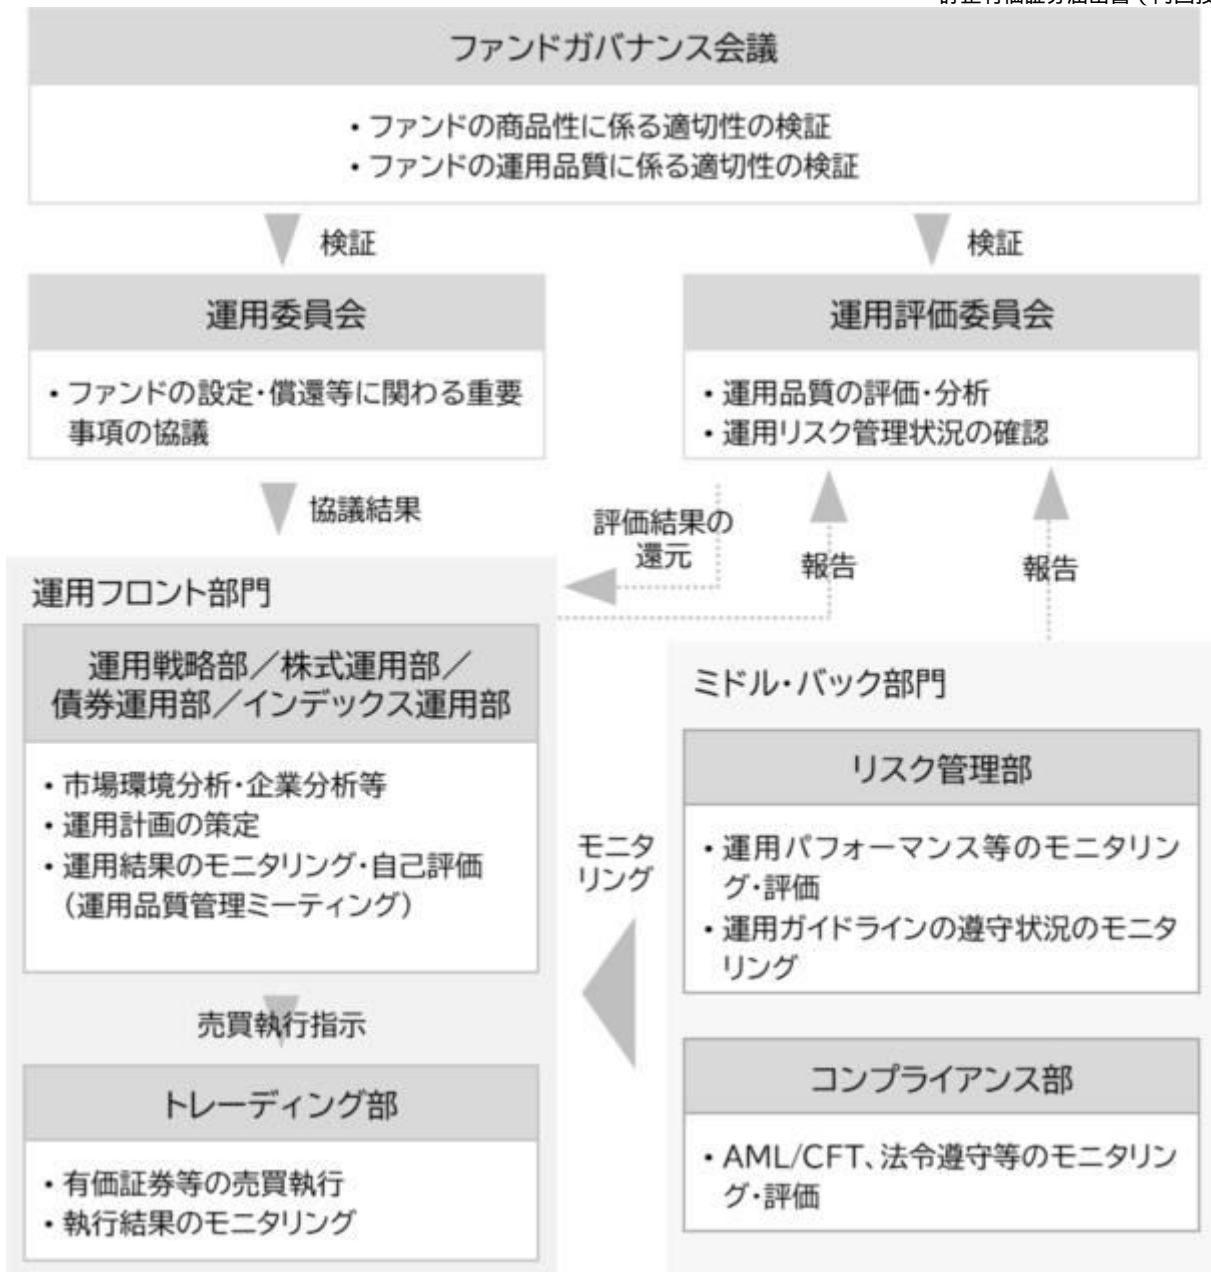 ファンドガバナンス会議
・ファンドの商品性に係る適切性の検証
・ファンドの運用品質に係る適切性の検証
検証
検証
運用委員会
・ファンドの設定・償還等に関わる重要
事項の協議
運用評価委員会
・運用品質の評価・分析
・運用リスク管理状況の確認
協議結果
評価結果の
還元
報告
報告
運用フロント部門
運用戦略部／株式運用部／
債券運用部／インデックス運用部
・市場環境分析・企業分析等
・運用計画の策定
・運用結果のモニタリング・自己評価
（運用品質管理ミーティング）
売買執行指示
トレーディング部
・有価証券等の売買執行
・執行結果のモニタリング
モニタ
リング
ミドル・バック部門
リスク管理部
・運用パフォーマンス等のモニタリン
グ・評価
・運用ガイドラインの遵守状況のモニタ
リング
コンプライアンス部
・AML/CFT、法令遵守等のモニタリン
グ・評価